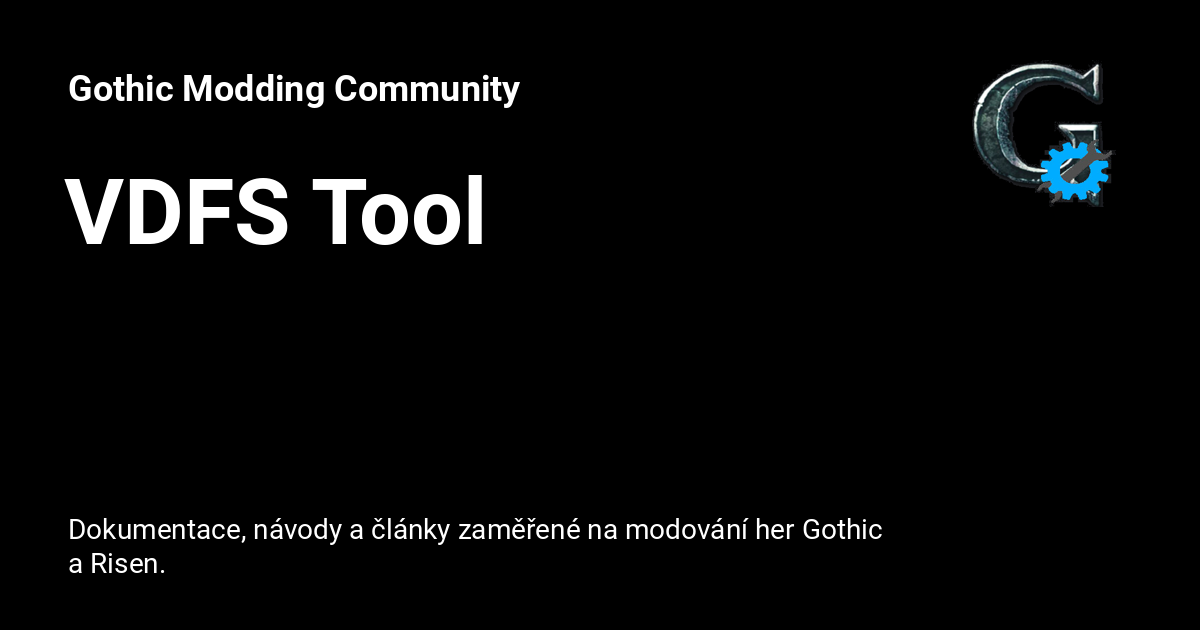 Gothic Modding Community
VDFS Tool
Dokumentace, návody a články zaměřené na modování her Gothic
a Risen.